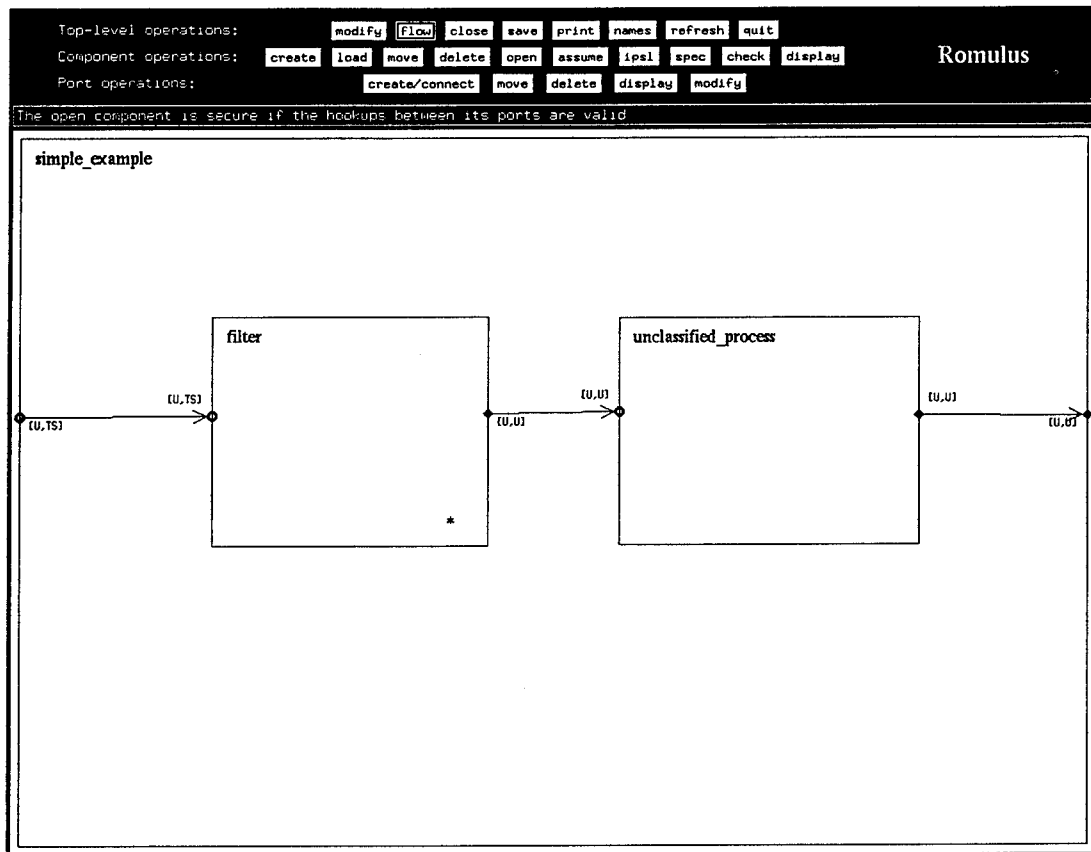 Top-level operations: modify flow close save print names refresh quit
Component operations: create load move delete open assume ipsl spec check display
Romulus
Port operations: create/connect move delete display modify
The open component is secure if the hookups between its ports are valid
simple_example
filter
unclassified_process
[U,TS]
[U,TS]
[U,U]
[U,U]
[U,U]
[U,U]
*